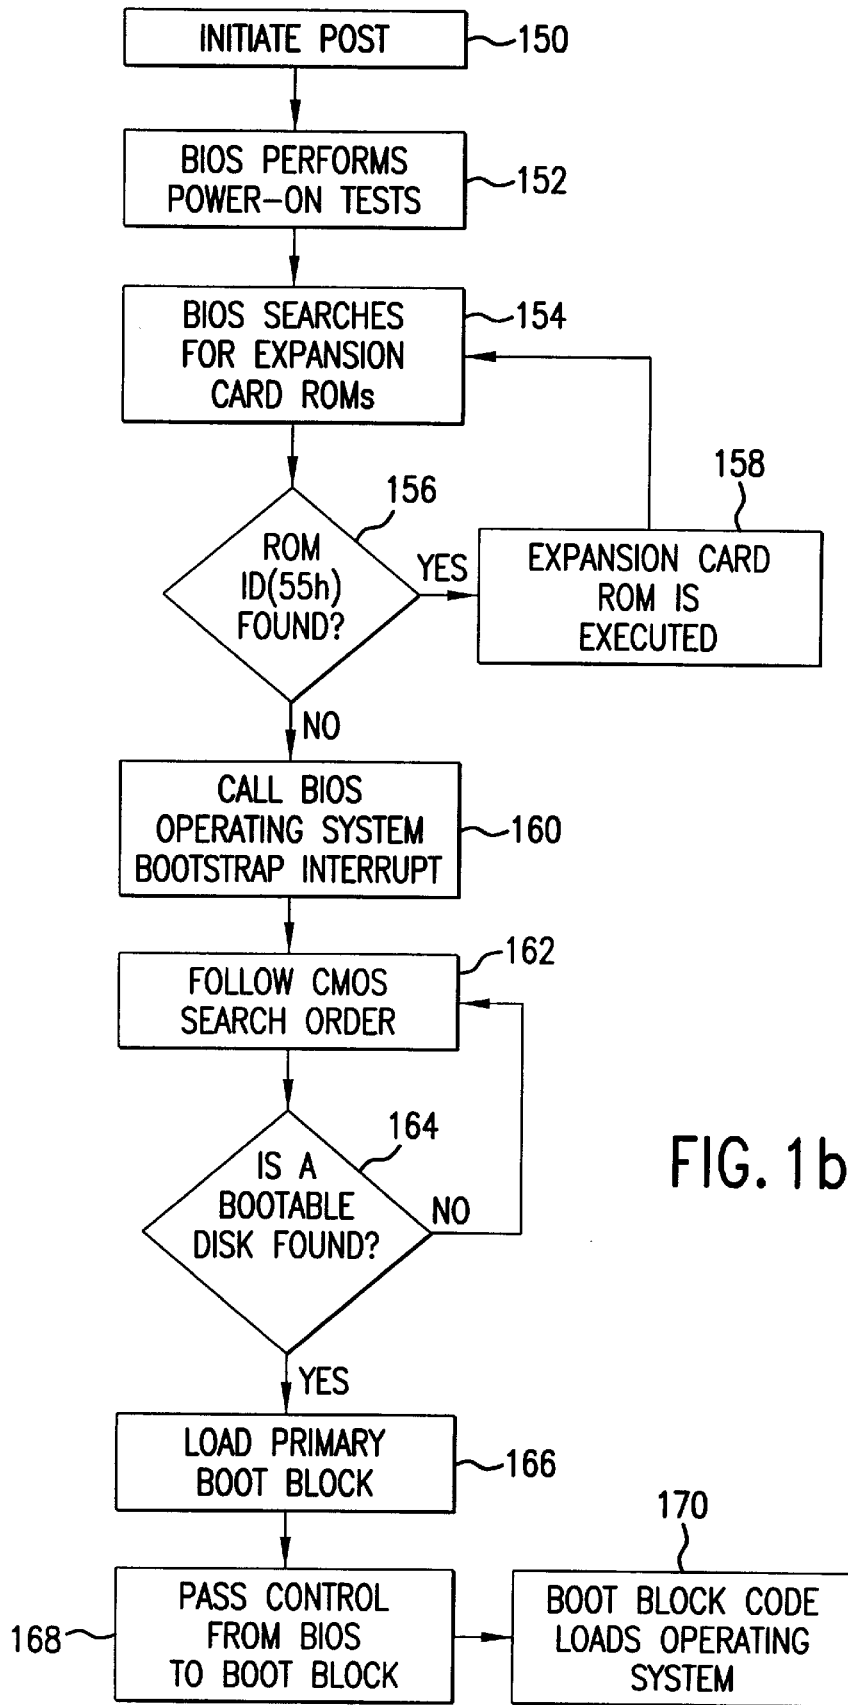 INITIATE POST
150
BIOS PERFORMS
POWER-ON TESTS
152
BIOS SEARCHES
FOR EXPANSION
CARD ROMs
154
156
ROM
ID(55h)
FOUND?
YES
158
EXPANSION CARD
ROM IS
EXECUTED
NO
CALL BIOS
OPERATING SYSTEM
BOOTSTRAP INTERRUPT
160
FOLLOW CMOS
SEARCH ORDER
162
164
IS A
BOOTABLE
DISK FOUND?
NO
FIG. 1b
YES
LOAD PRIMARY
BOOT BLOCK
166
168
PASS CONTROL
FROM BIOS
TO BOOT BLOCK
170
BOOT BLOCK CODE
LOADS OPERATING
SYSTEM